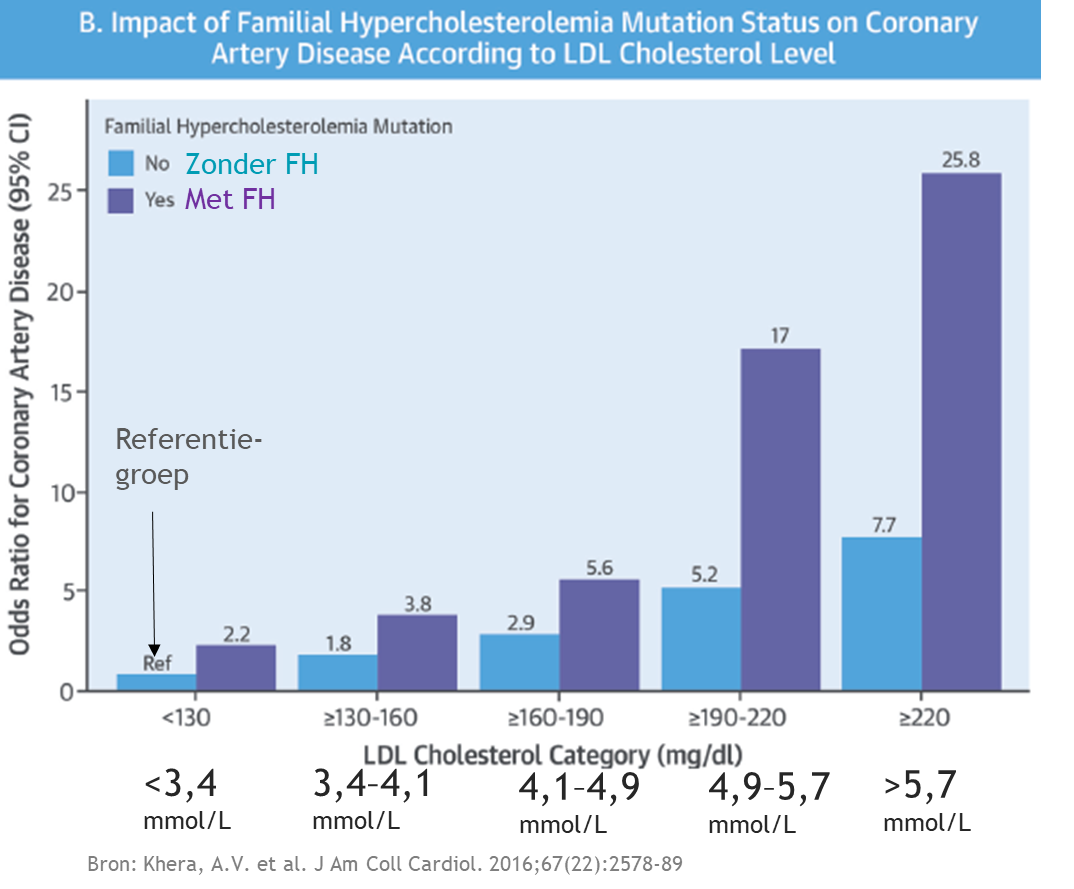 B. Impact of Familial Hypercholesterolemia Mutation Status on Coronary
Artery Disease According to LDL Cholesterol Level
Odds Ratio for Coronary Artery Disease (95% CI)
Familial Hypercholesterolemia Mutation
No Zonder FH
Yes Met FH
25
20
15
10
5
0
Referentie-
groep
Ref
2.2
1.8
3.8
2.9
5.6
5.2
17
7.7
25.8
<130 ≥130-160 ≥160-190 ≥190-220 ≥220
LDL Cholesterol Category (mg/dl)
<3,4 3,4-4,1 4,1-4,9 4,9-5,7 >5,7
mmol/L mmol/L mmol/L mmol/L mmol/L
Bron: Khera, A.V. et al. J Am Coll Cardiol. 2016;67(22):2578-89